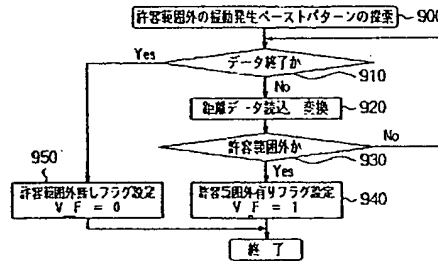 許容範囲外の振動発生ペーストパターンの探索
900
Yes
データ終了か
910
No
距離データ読込 変換
920
許容範囲外か
No
930
950
Yes
許容範囲外無しフラグ設定
VF = 0
許容範囲外有りフラグ設定
VF = 1
940
終了